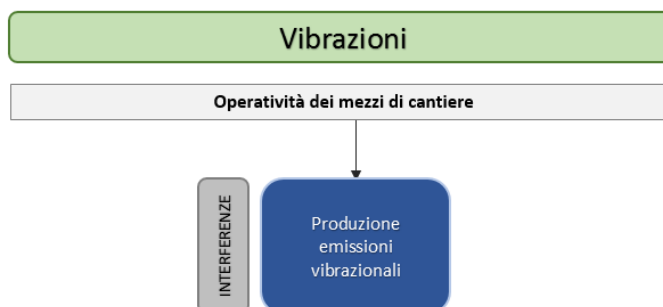 Vibrazioni
Operatività dei mezzi di cantiere
INTERFERENZE
Produzione
emissioni
vibrazionali